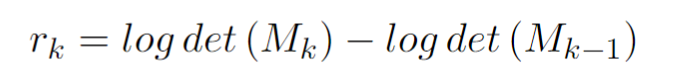 r_k = log det (M_k) − log det (M_{k−1})